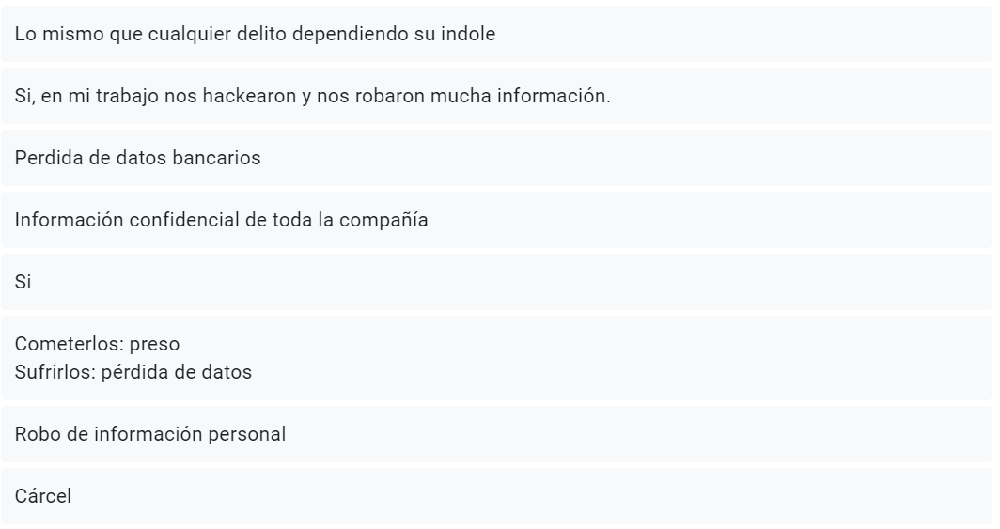 Lo mismo que cualquier delito dependiendo su indole
Si, en mi trabajo nos hackearon y nos robaron mucha información.
Perdida de datos bancarios
Información confidencial de toda la compañía
Si
Cometerlos: preso
Sufrirlos: pérdida de datos
Robo de información personal
Cárcel